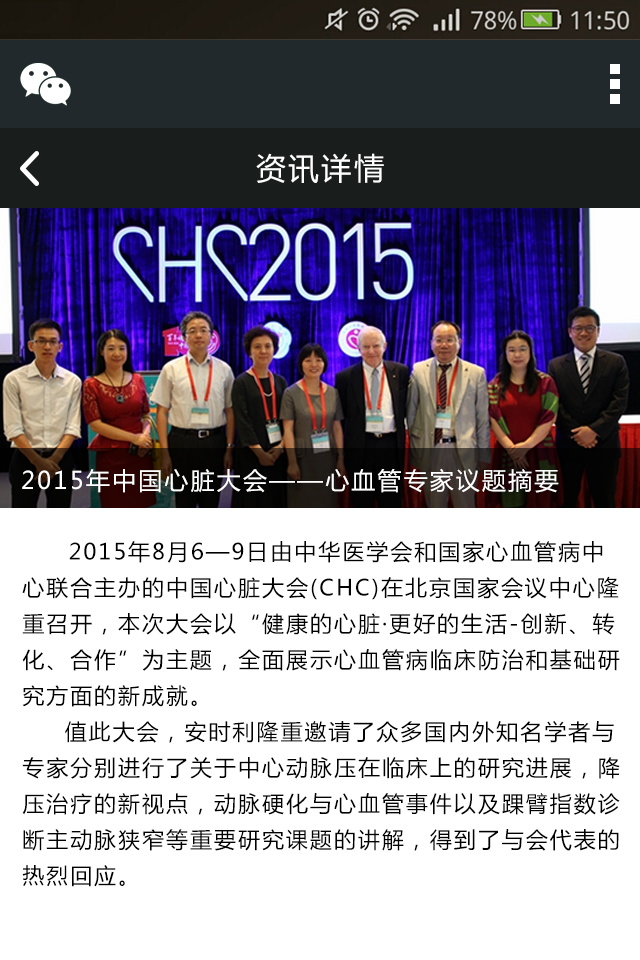 78% 11:50
资讯详情
CHC2015
2015年中国心脏大会——心血管专家议题摘要
2015年8月6—9日由中华医学会和国家心血管病中
心联合主办的中国心脏大会(CHC)在北京国家会议中心隆
重召开，本次大会以“健康的心脏·更好的生活-创新、转
化、合作”为主题，全面展示心血管病临床防治和基础研
究方面的新成就。
值此大会，安时利隆重邀请了众多国内外知名学者与
专家分别进行了关于中心动脉压在临床上的研究进展，降
压治疗的新视点，动脉硬化与心血管事件以及踝臂指数诊
断主动脉狭窄等重要研究课题的讲解，得到了与会代表的
热烈回应。